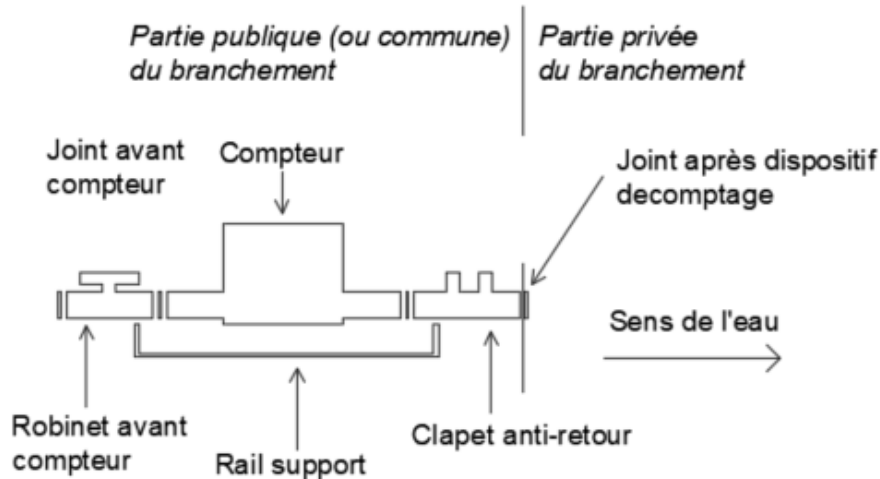 Partie publique (ou commune)
du branchement
Partie privée
du branchement
Joint avant
compteur
Compteur
Joint après dispositif
decomptage
Sens de l'eau
Robinet avant
compteur
Rail support
Clapet anti-retour